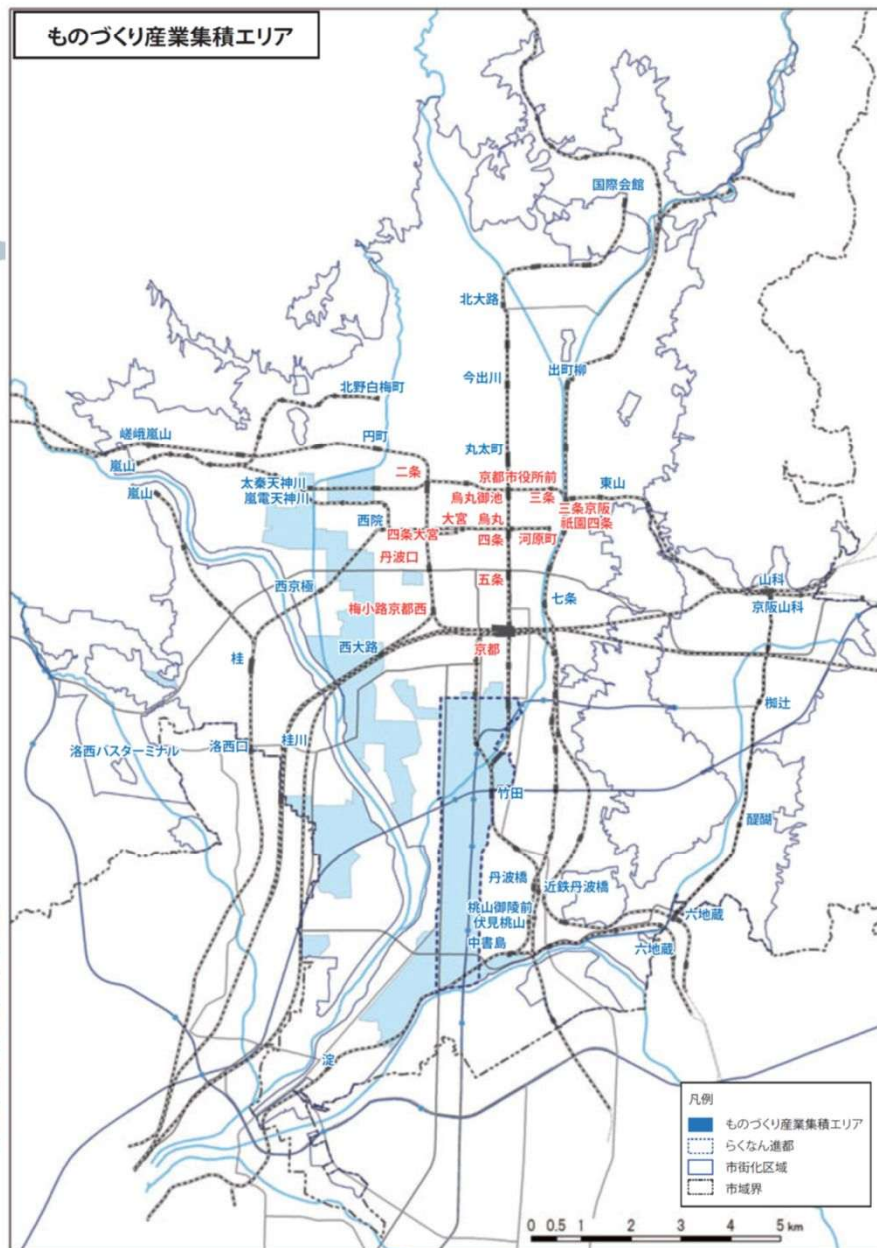 ものづくり産業集積エリア
国際会館
北大路
出町柳
今出川
北野白梅町
円町
丸太町
嵯峨嵐山
嵐山
嵐山
二条
京都市役所前
太秦天神川
嵐電天神川
烏丸御池
三条
東山
三条京阪
祇園四条
西院
大宮
烏丸
四条大宮
四条
河原町
丹波口
五条
西京極
七条
山科
京阪山科
梅小路京都西
西大路
京都
桂
椥辻
桂川
洛西口
洛西バスターミナル
竹田
醍醐
丹波橋
近鉄丹波橋
桃山御陵前
伏見桃山
中書島
六地蔵
六地蔵
淀
凡例
ものづくり産業集積エリア
らくなん進都
市街化区域
市域界
0 0.5 1 2 3 4 5 km